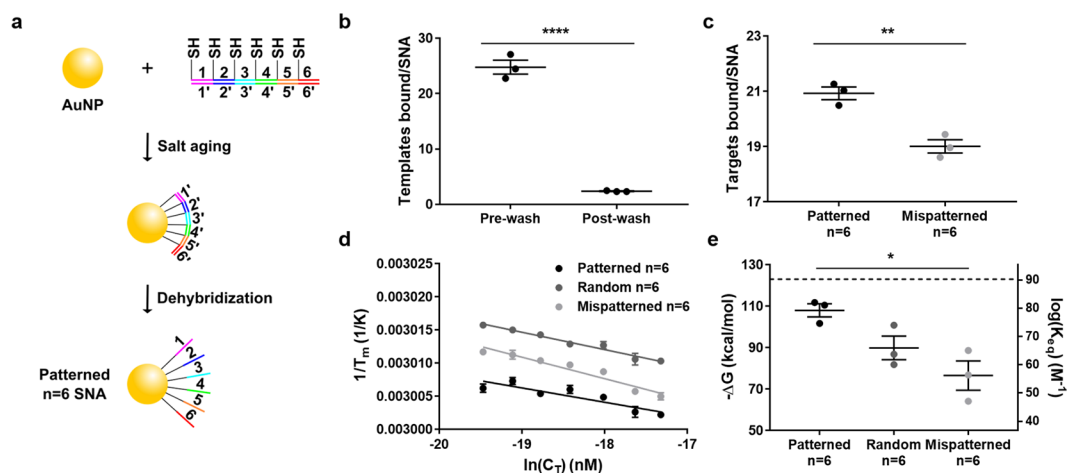 a
AuNP
+
SH SH SH SH SH SH
1 2 3 4 5 6
1' 2' 3' 4' 5' 6'
Salt aging
1'
2'
3'
4'
5'
6'
Dehybridization
1
2
3
4
5
6
Patterned
n=6 SNA
b
Templates bound/SNA
30
20
10
0
****
Pre-wash Post-wash
c
Targets bound/SNA
23
21
19
17
**
Patterned Mispatterned
n=6 n=6
d
1/Tm (1/K)
0.003025
0.003020
0.003015
0.003010
0.003005
0.003000
Patterned n=6
Random n=6
Mispatterned n=6
-20 -19 -18 -17
ln(CT) (nM)
e
-ΔG (kcal/mol)
130
110
90
70
50
*
90
80
70
60
50
40
log(Keq) (M-1)
Patterned Random Mispatterned
n=6 n=6 n=6